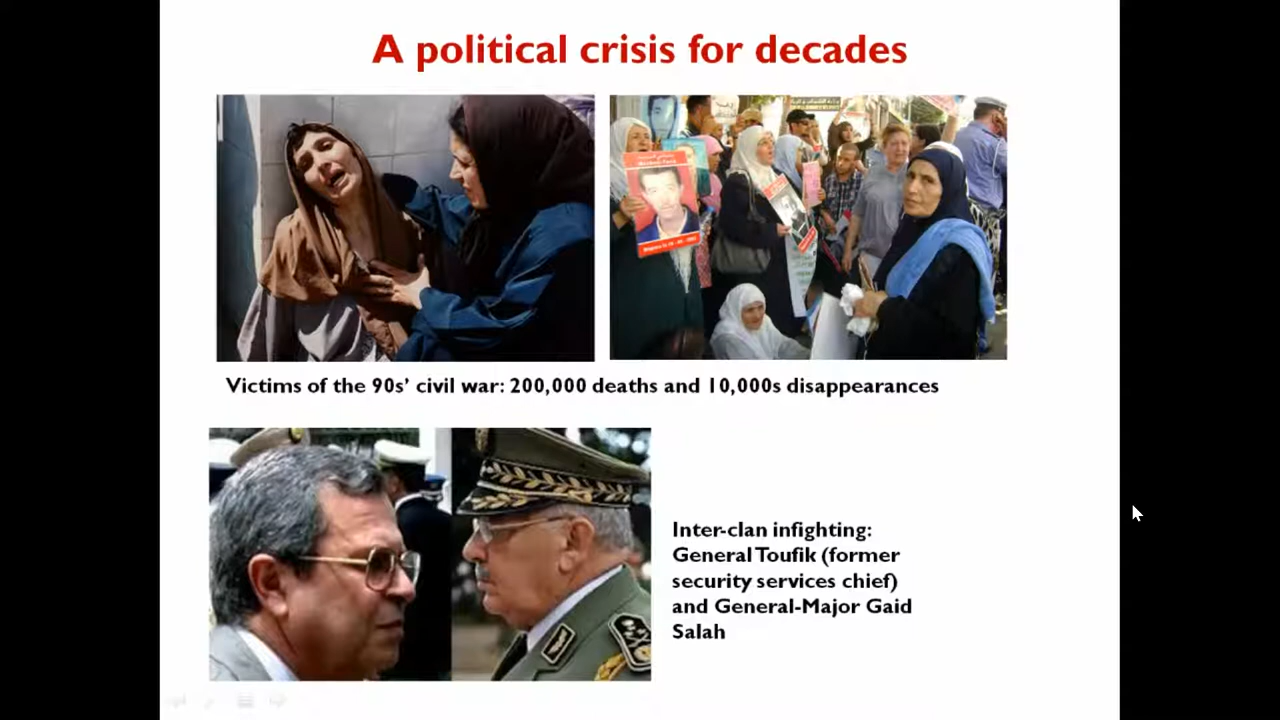 A political crisis for decades
Victims of the 90s’ civil war: 200,000 deaths and 10,000s disappearances
Inter-clan infighting:
General Toufik (former
security services chief)
and General-Major Gaid
Salah